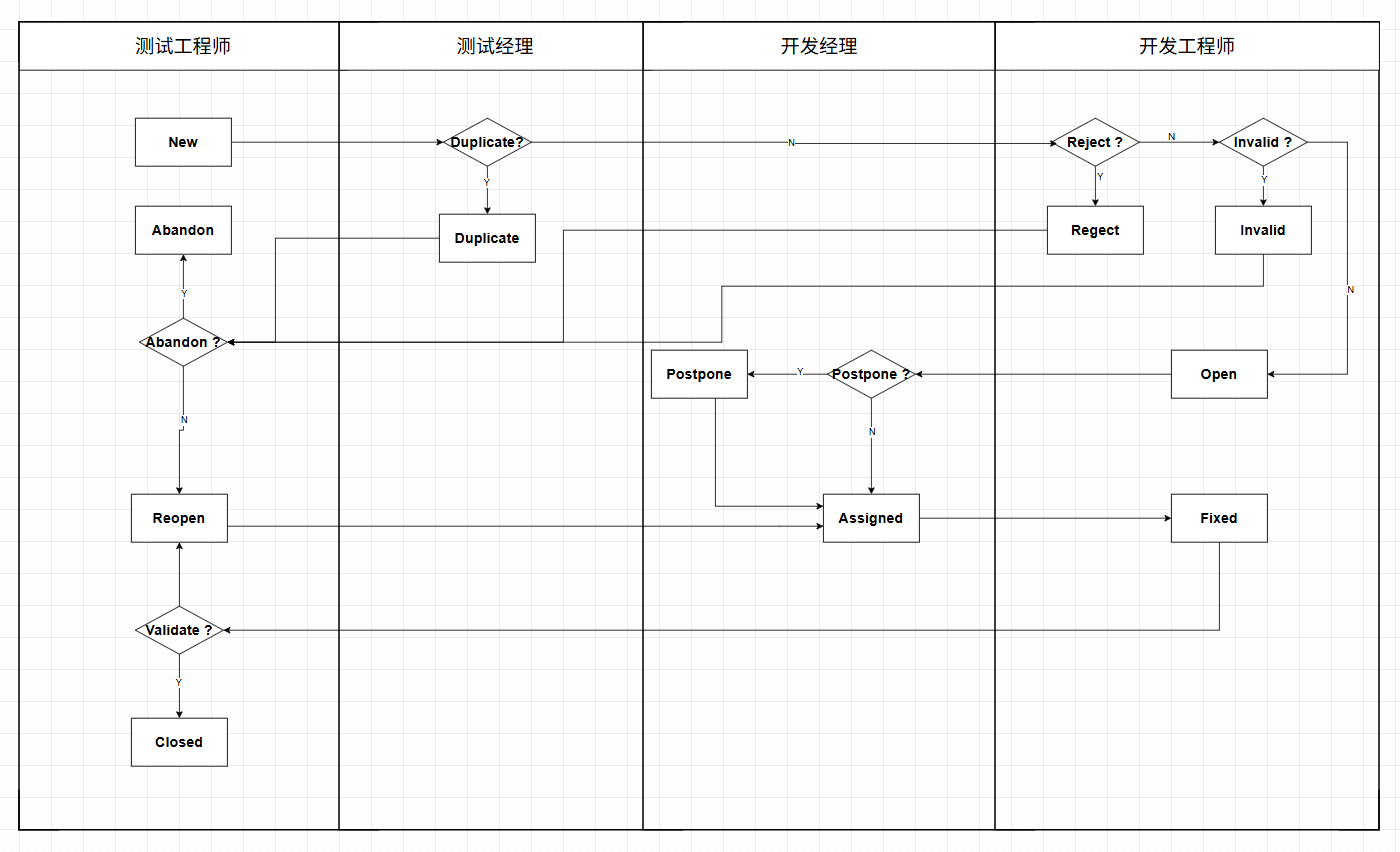 测试工程师
测试经理
开发经理
开发工程师
New
Duplicate?
N
Reject ?
N
Invalid ?
Y
Y
Y
Abandon
Duplicate
Regect
Invalid
Y
N
Abandon ?
Postpone
Y
Postpone ?
Open
N
N
Reopen
Assigned
Fixed
Validate ?
Y
Closed